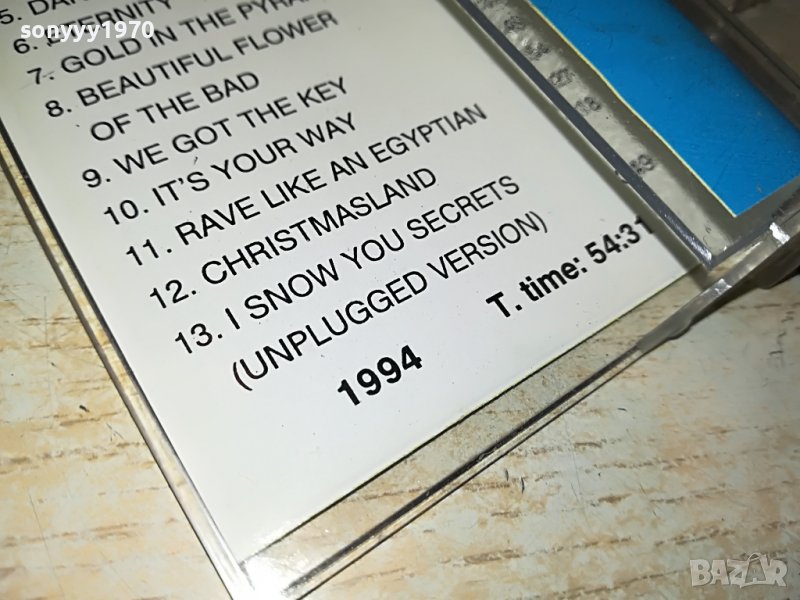 sonyyy1970
6. ETERNITY
7. GOLD IN THE
8. BEAUTIFUL FLOWER
OF THE BAD
9. WE GOT THE KEY
10. IT'S YOUR WAY
11. RAVE LIKE AN EGYPTIAN
12. CHRISTMASLAND
13. I SNOW YOU SECRETS
(UNPLUGGED VERSION)
1994 T. time: 54:31
BAZAR